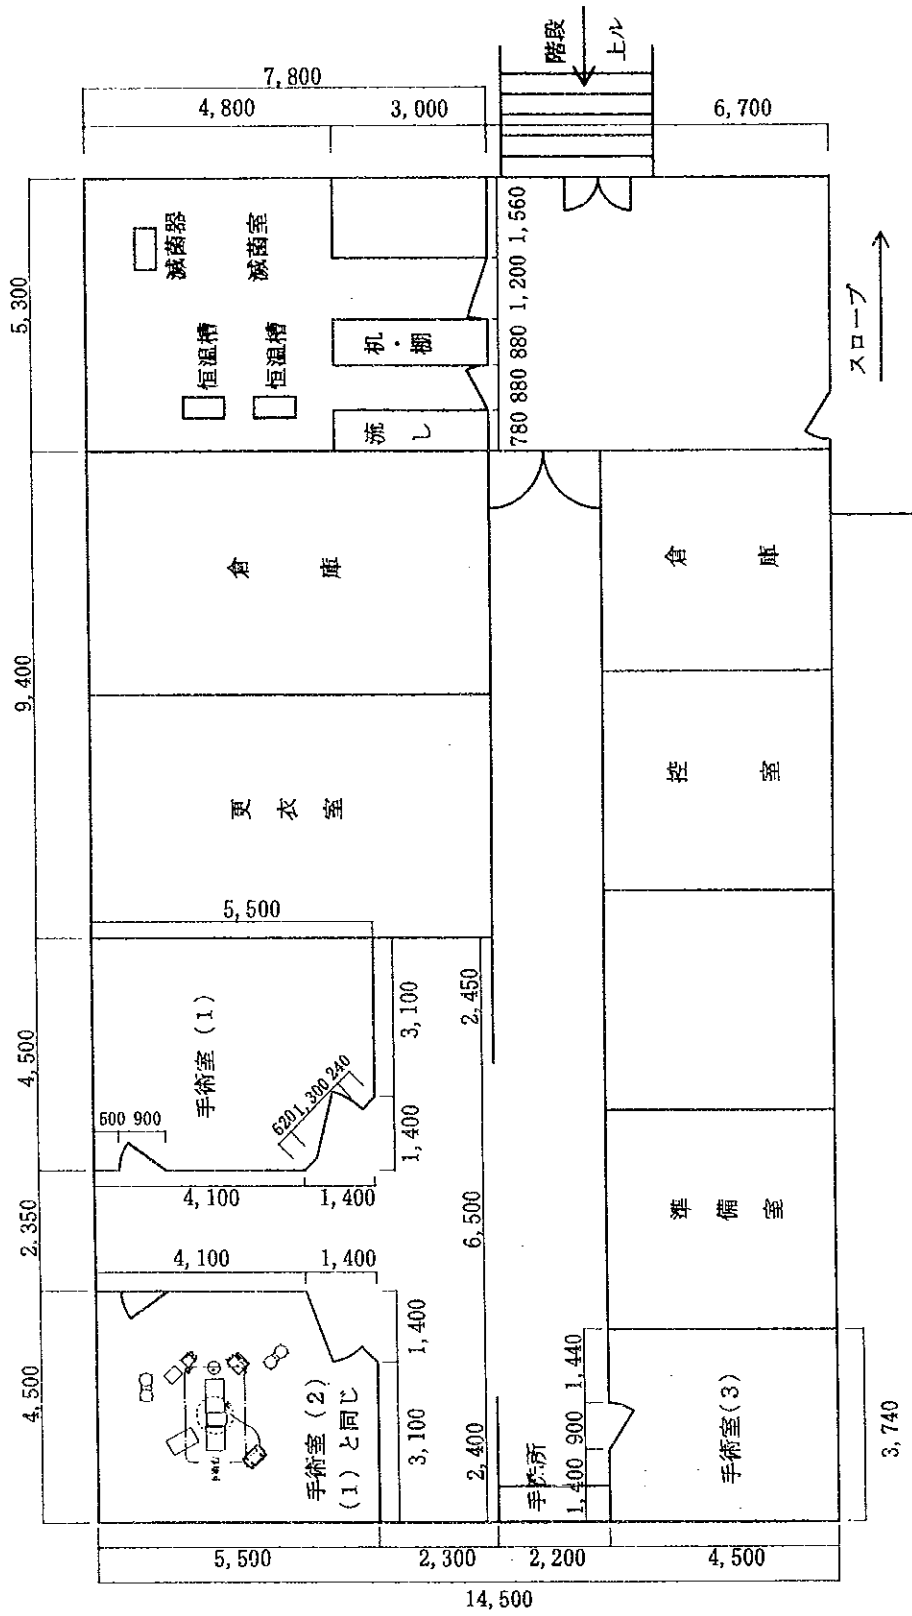 7,800
4,800
3,000
6,700
階段
上ル
5,300
滅菌器
滅菌室
恒温槽
恒温槽
机・棚
流し
780 880 880 1,200 1,560
スロープ
9,400
倉庫
倉庫
更衣室
控室
5,500
4,500
手術室(1)
3,100
2,450
600 900
620 1,300 240
1,400
4,100
1,400
2.350
6,500
準備室
4,100
1,400
4,500
1,400
手術室(2)
(1)と同じ
3,100
2,400
手洗所
1,400 900 1,440
手術室(3)
3,740
5,500
2,300
2,200
4,500
14,500